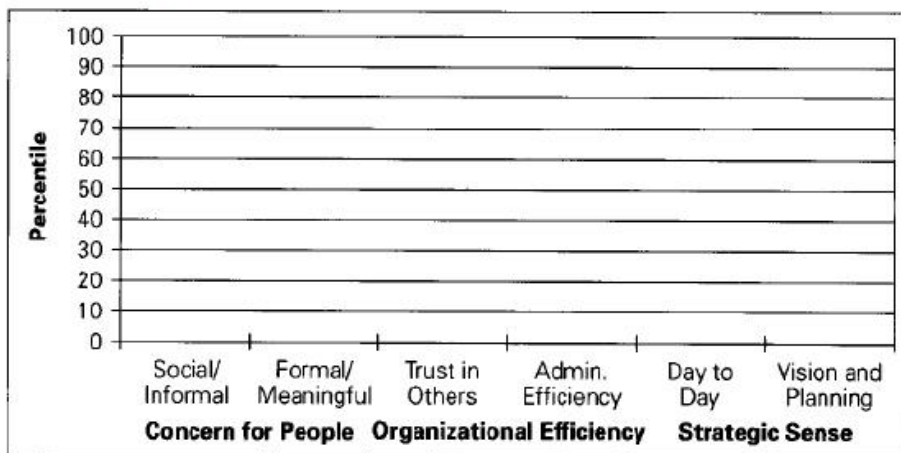 Percentile
100
90
80
70
60
50
40
30
20
10
0
Social/ Formal/ Trust in Admin. Day to Vision and
Informal Meaningful Others Efficiency Day Planning
Concern for People Organizational Efficiency Strategic Sense